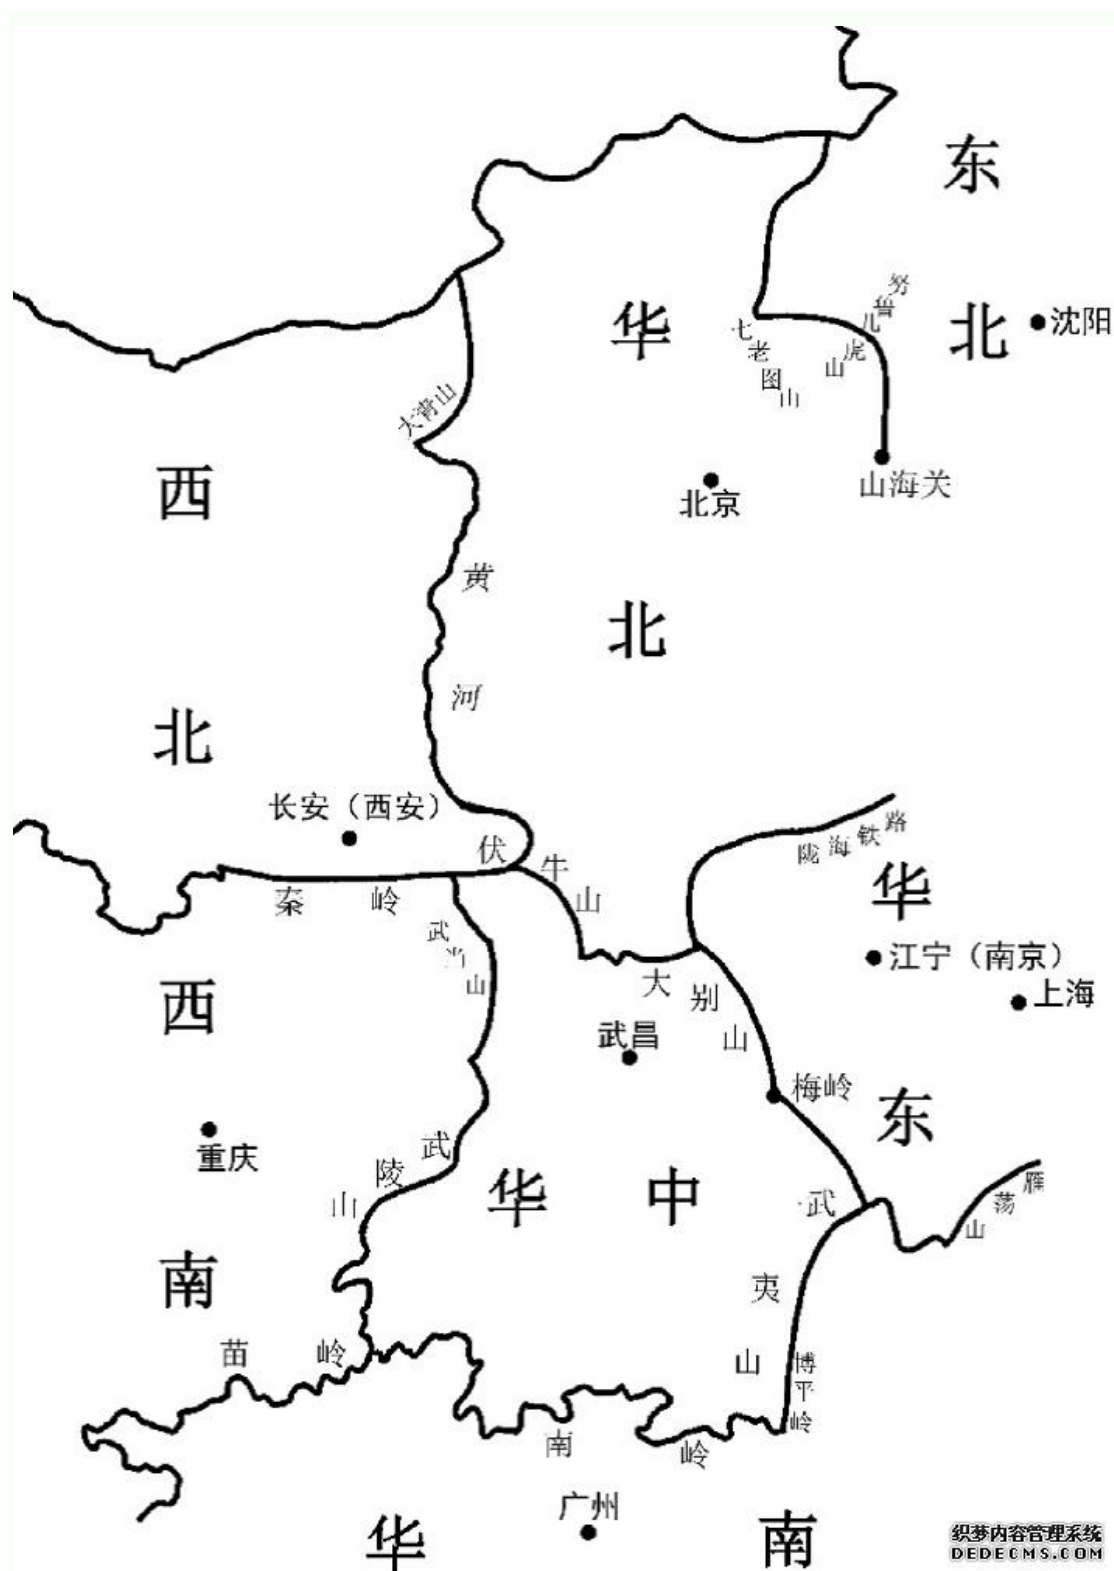 东北
努鲁儿虎山
沈阳
华北
七老图山
大青山
山海关
北京
西北
黄河
长安（西安）
伏牛山
陇海铁路
秦岭
华东
武当山
江宁（南京）
上海
西南
大别山
武昌
梅岭
重庆
武陵山
华中
武夷山
雁荡山
苗岭
博平岭
南岭
广州
华南
织梦内容管理系统
DEDECMS.COM